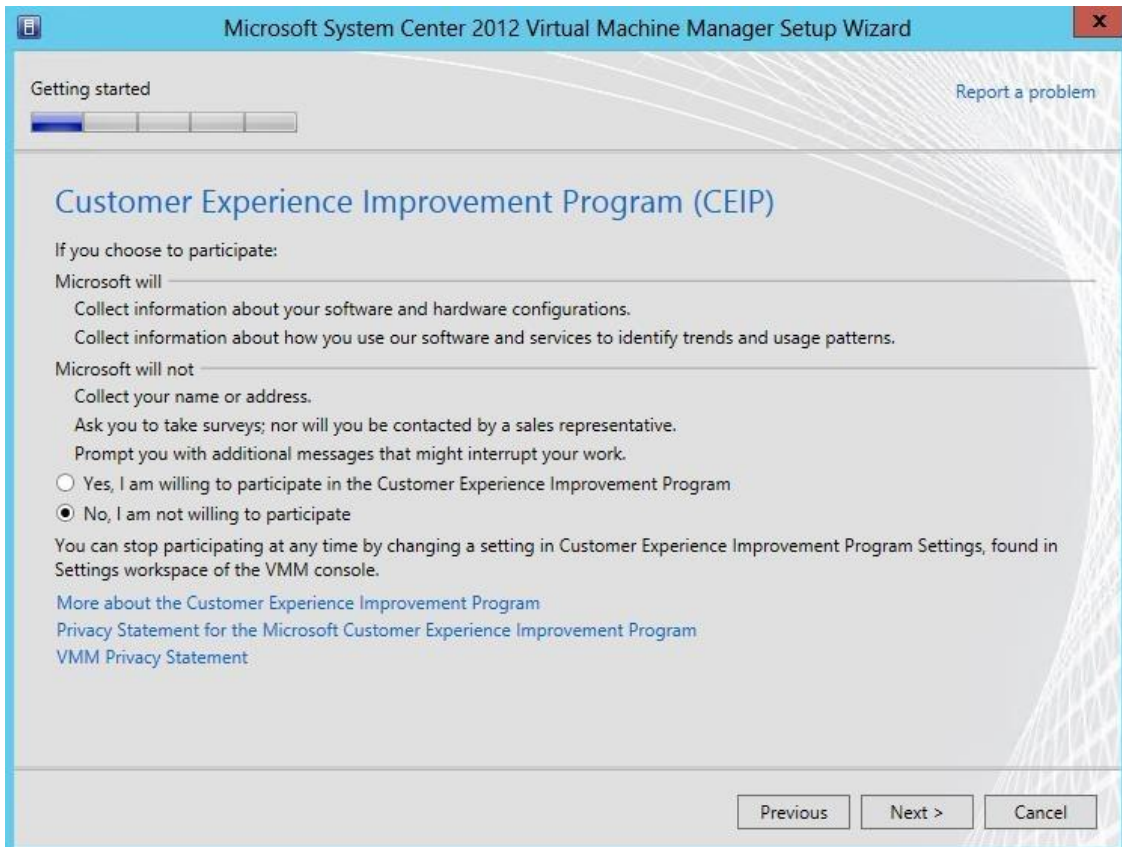 Microsoft System Center 2012 Virtual Machine Manager Setup Wizard
x
Getting started
Report a problem
Customer Experience Improvement Program (CEIP)
If you choose to participate:
Microsoft will
Collect information about your software and hardware configurations.
Collect information about how you use our software and services to identify trends and usage patterns.
Microsoft will not
Collect your name or address.
Ask you to take surveys; nor will you be contacted by a sales representative.
Prompt you with additional messages that might interrupt your work.
Yes, I am willing to participate in the Customer Experience Improvement Program
No, I am not willing to participate
You can stop participating at any time by changing a setting in Customer Experience Improvement Program Settings, found in
Settings workspace of the VMM console.
More about the Customer Experience Improvement Program
Privacy Statement for the Microsoft Customer Experience Improvement Program
VMM Privacy Statement
Previous
Next >
Cancel